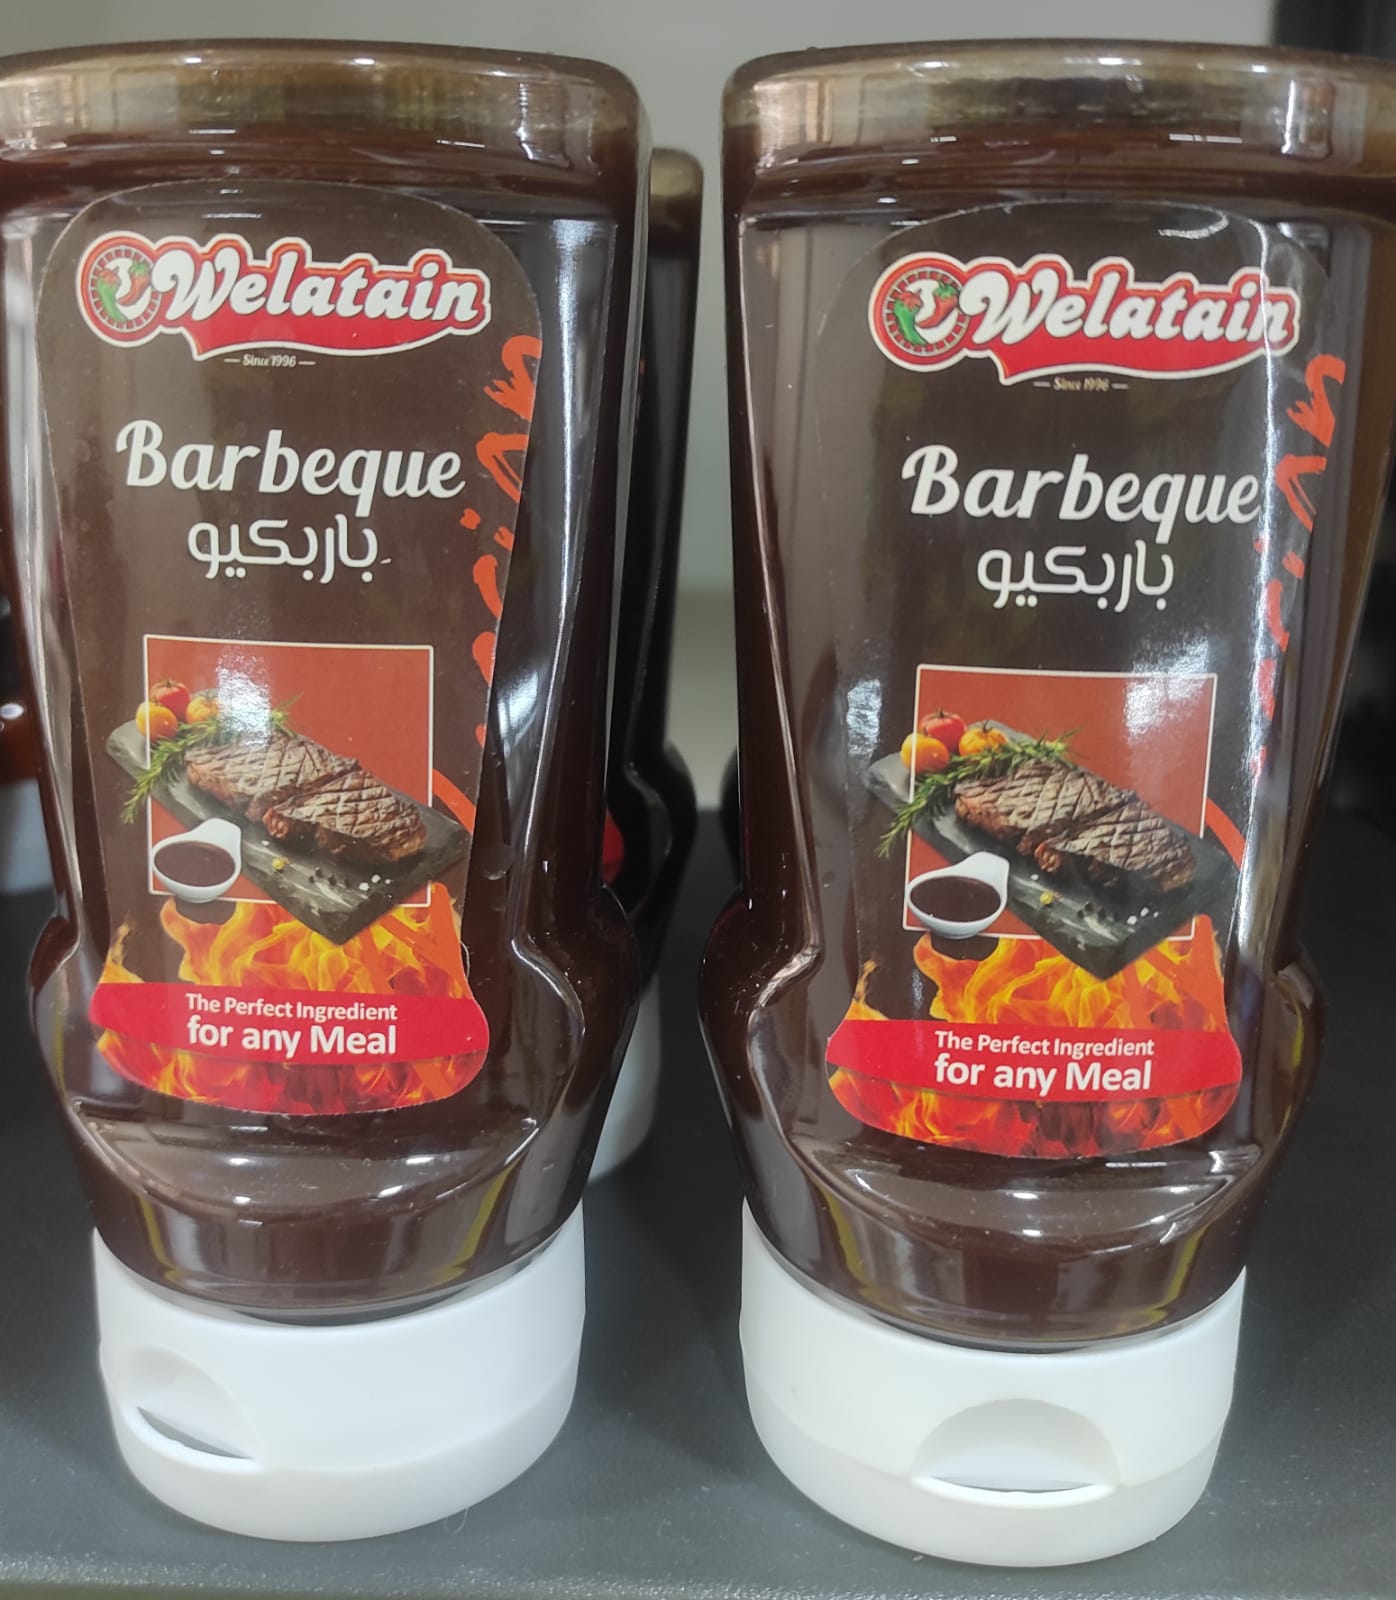 Welatain
Since 1996
Barbeque
باربكيو
The Perfect Ingredient
for any Meal
Welatain
Since 1996
Barbeque
باربكيو
The Perfect Ingredient
for any Meal